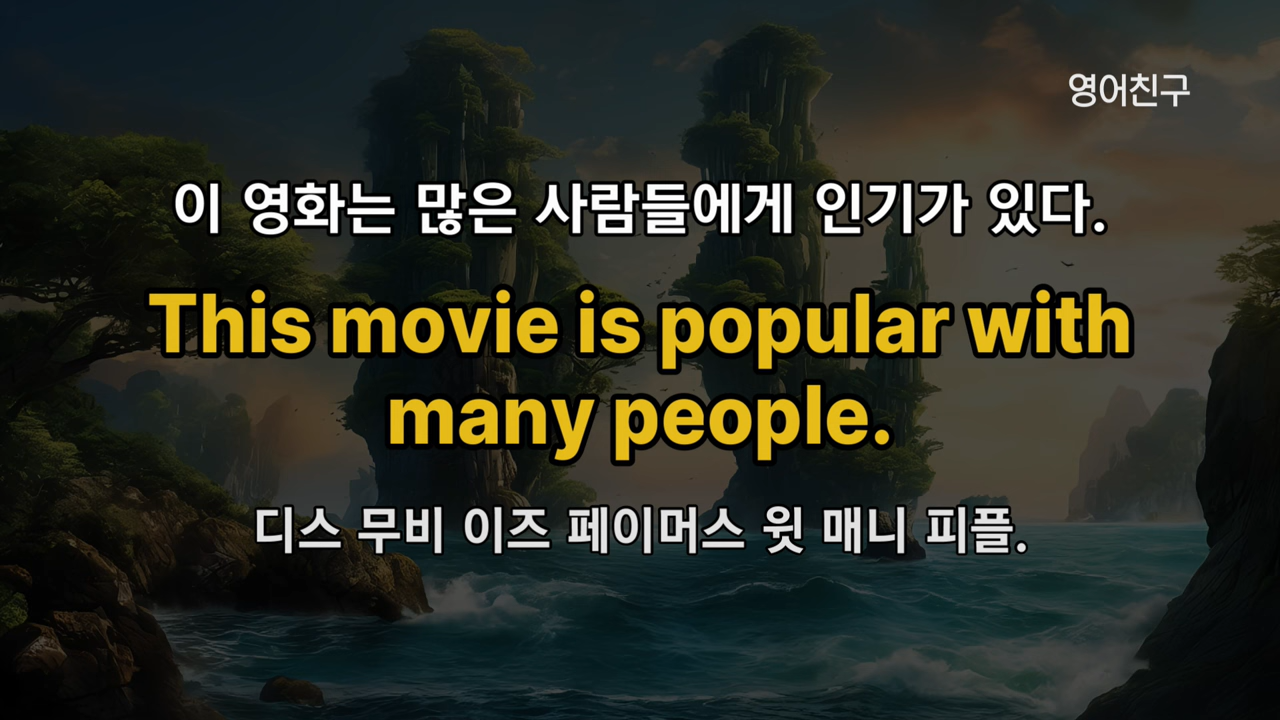 영어친구
이 영화는 많은 사람들에게 인기가 있다.
This movie is popular with
many people.
디스 무비 이즈 페이머스 윗 매니 피플.